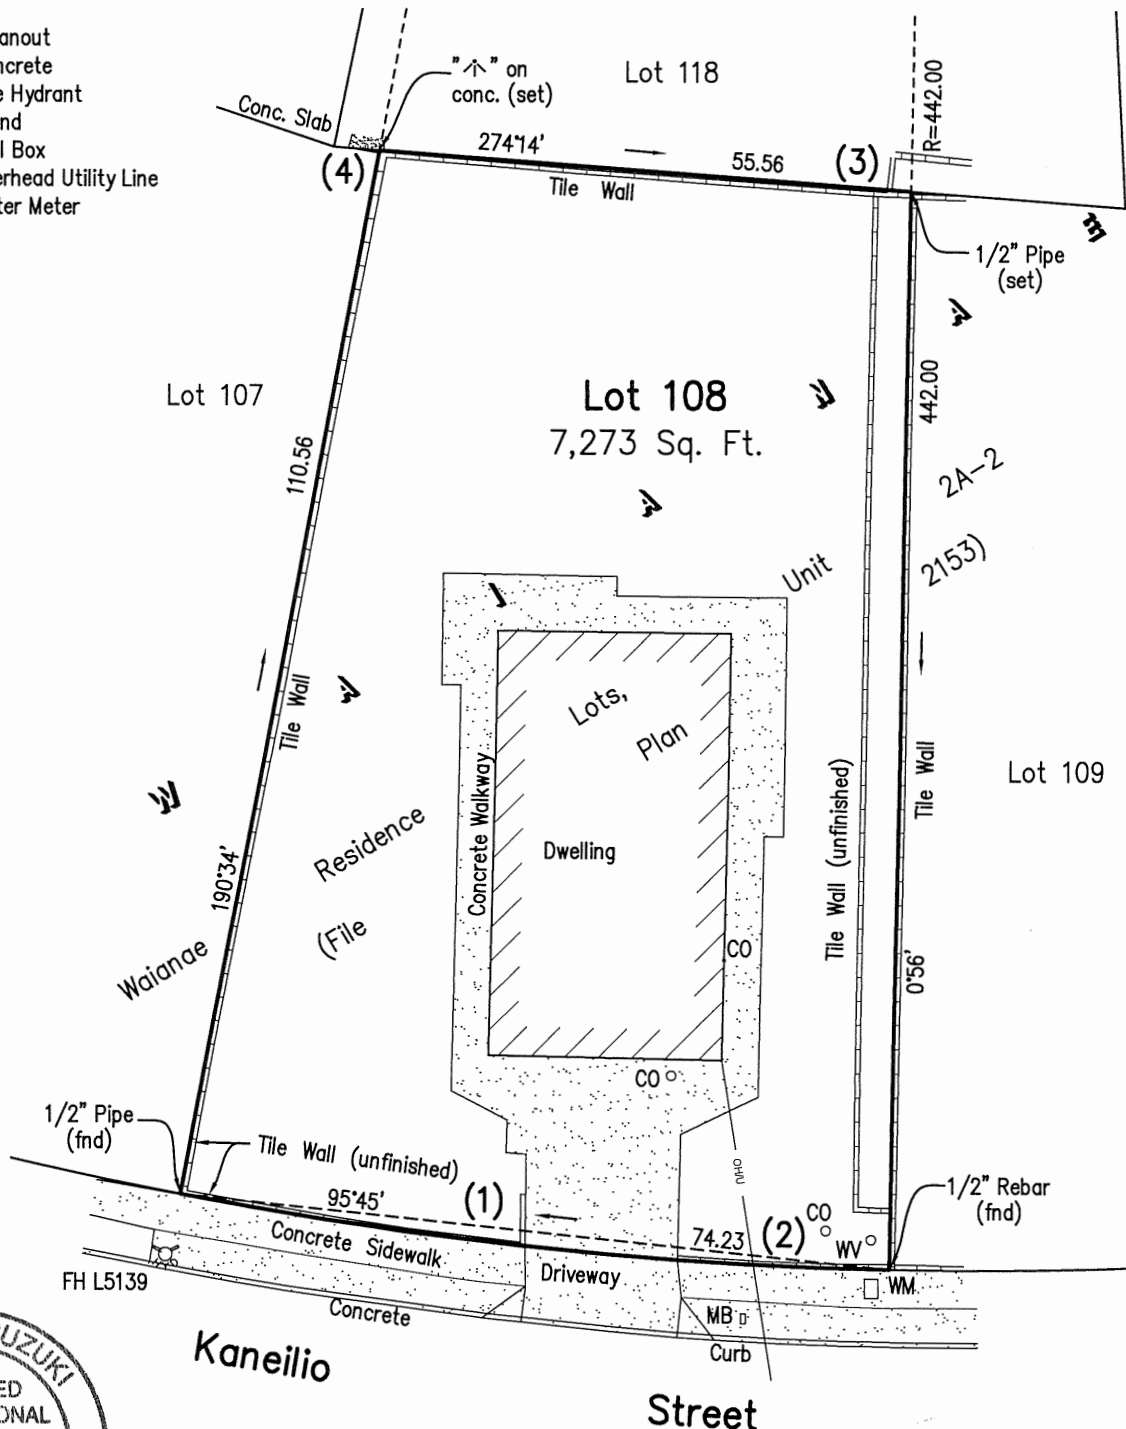 anout
ncrete
e Hydrant
nd
l Box
erhead Utility Line
ter Meter
" " on
conc. (set)
Lot 118
R=442.00
Conc. Slab
(4)
274°14'
55.56
(3)
Tile Wall
1/2" Pipe
(set)
Lot 107
Lot 108
7,273 Sq. Ft.
442.00
110.56
2A-2
2153)
Unit
Tile Wall
Lots,
Plan
Concrete Walkway
Tile Wall (unfinished)
Tile Wall
Lot 109
Residence
Dwelling
190°34'
(File
Waianae
CO
0°56'
CO
1/2" Pipe
(fnd)
Tile Wall (unfinished)
OH/U
95°45'
(1)
1/2" Rebar
(fnd)
CO
74.23
(2)
WV
Concrete Sidewalk
FH L5139
Driveway
WM
Concrete
MB
Curb
Kaneilio
Street
UZUKI
ED
ONAL